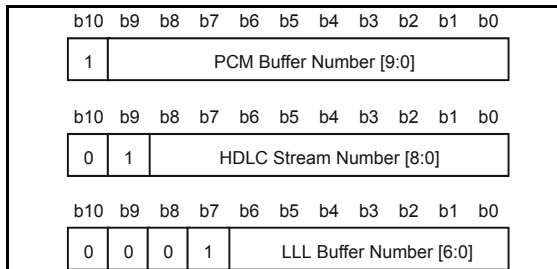 b10 b9 b8 b7 b6 b5 b4 b3 b2 b1 b0
1 PCM Buffer Number [9:0]
b10 b9 b8 b7 b6 b5 b4 b3 b2 b1 b0
0 1 HDLC Stream Number [8:0]
b10 b9 b8 b7 b6 b5 b4 b3 b2 b1 b0
0 0 0 1 LLL Buffer Number [6:0]